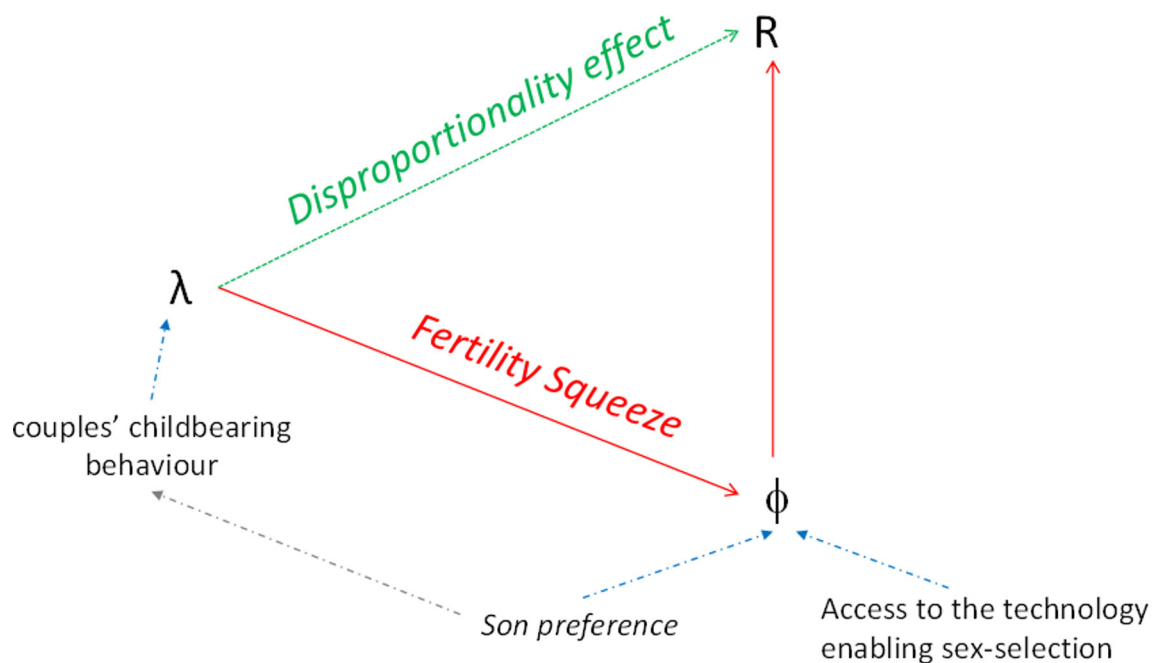 R
Disproportionality effect
λ
Fertility Squeeze
couples’ childbearing
behaviour
ϕ
Son preference
Access to the technology
enabling sex-selection